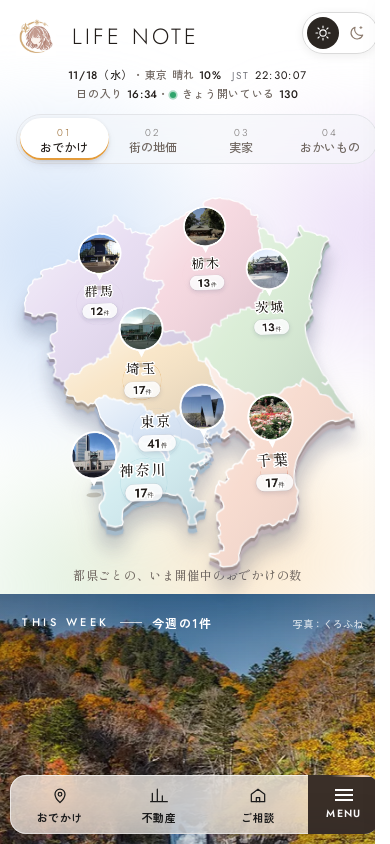 LIFE NOTE
11/18（水）・東京 晴れ 10% JST 22:30:07
日の入り 16:34・きょう開いている 130
01
おでかけ
02
街の地価
03
実家
04
おかいもの
栃木
13件
群馬
12件
茨城
13件
埼玉
17件
東京
41件
千葉
17件
神奈川
17件
都県ごとの、いま開催中のおでかけの数
THIS WEEK 今週の1件 写真：くろふね
おでかけ
不動産
ご相談
MENU